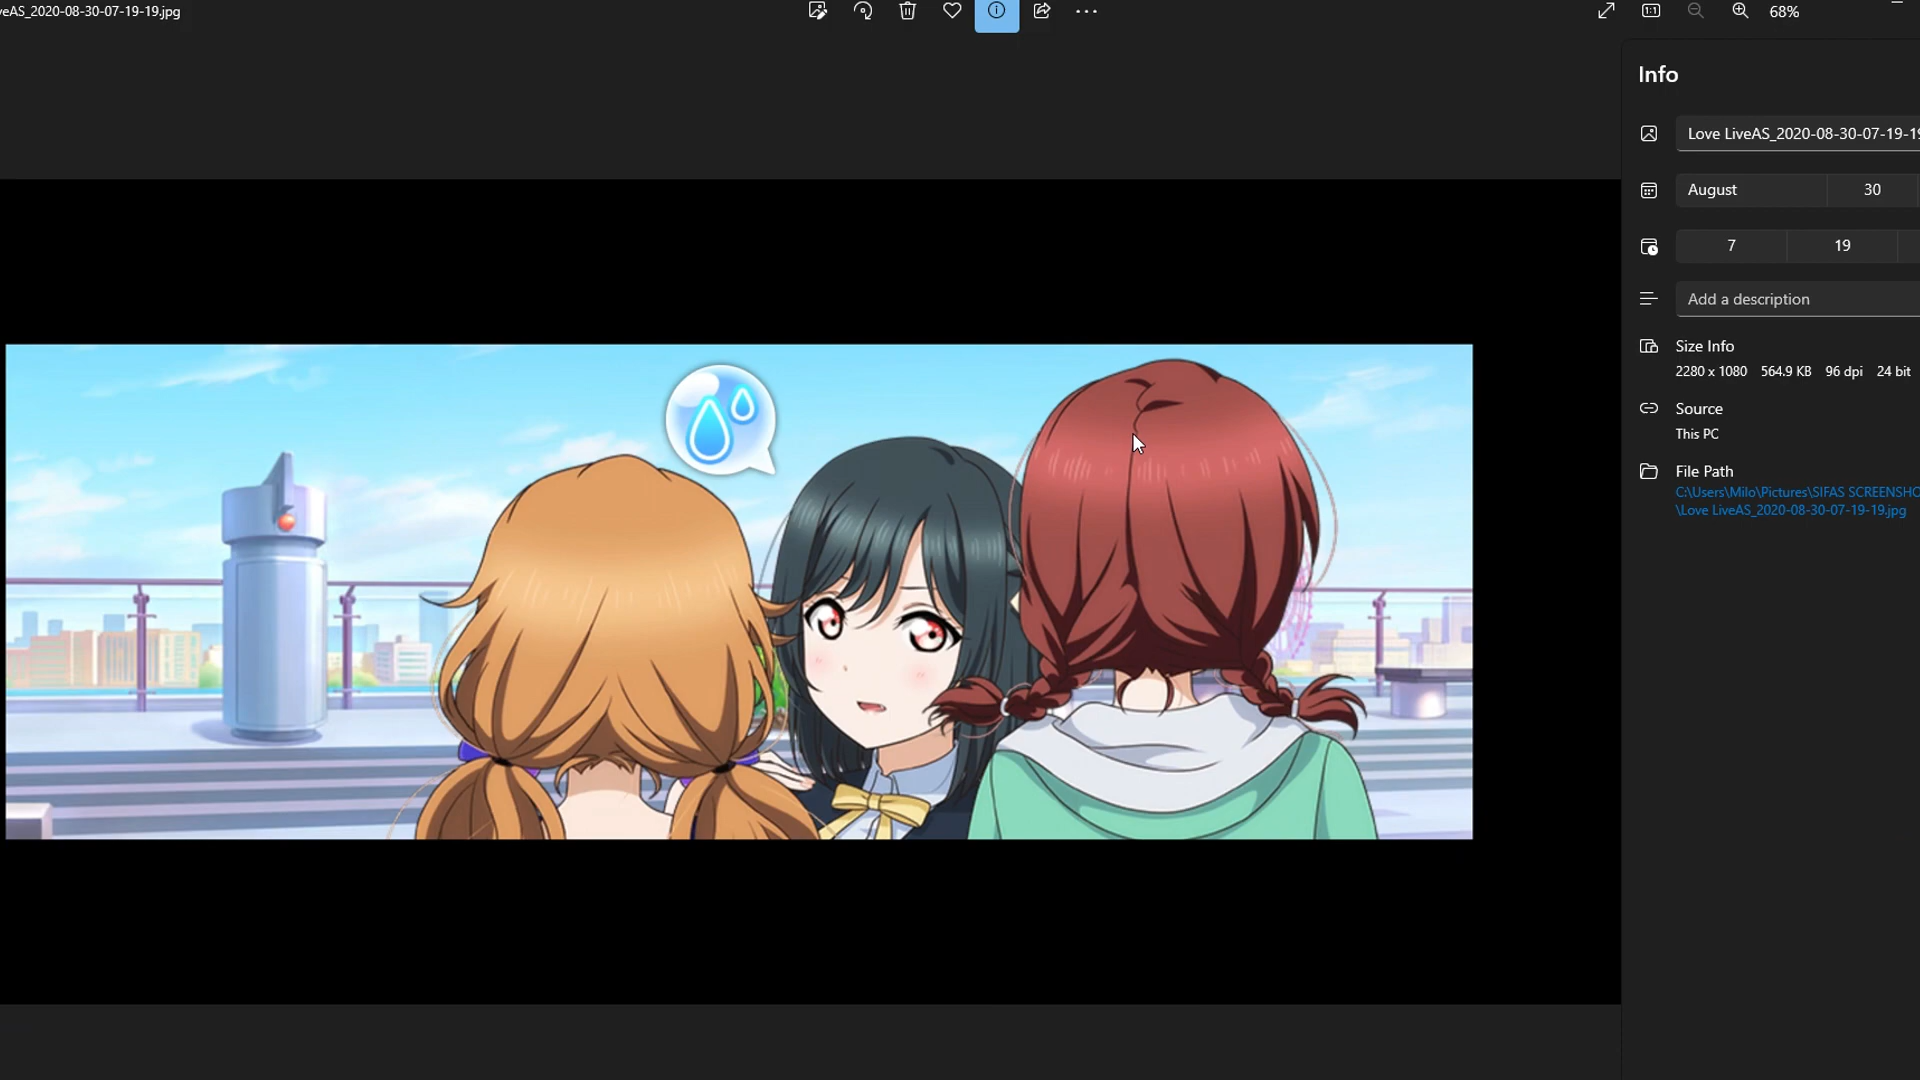 veAS_2020-08-30-07-19-19.jpg
68%
Info
Love LiveAS_2020-08-30-07-19-19
August 30
7 19
Add a description
Size Info
2280 x 1080 564.9 KB 96 dpi 24 bit
Source
This PC
File Path
C:\Users\Milo\Pictures\SIFAS SCREENSHO
\Love LiveAS_2020-08-30-07-19-19.jpg